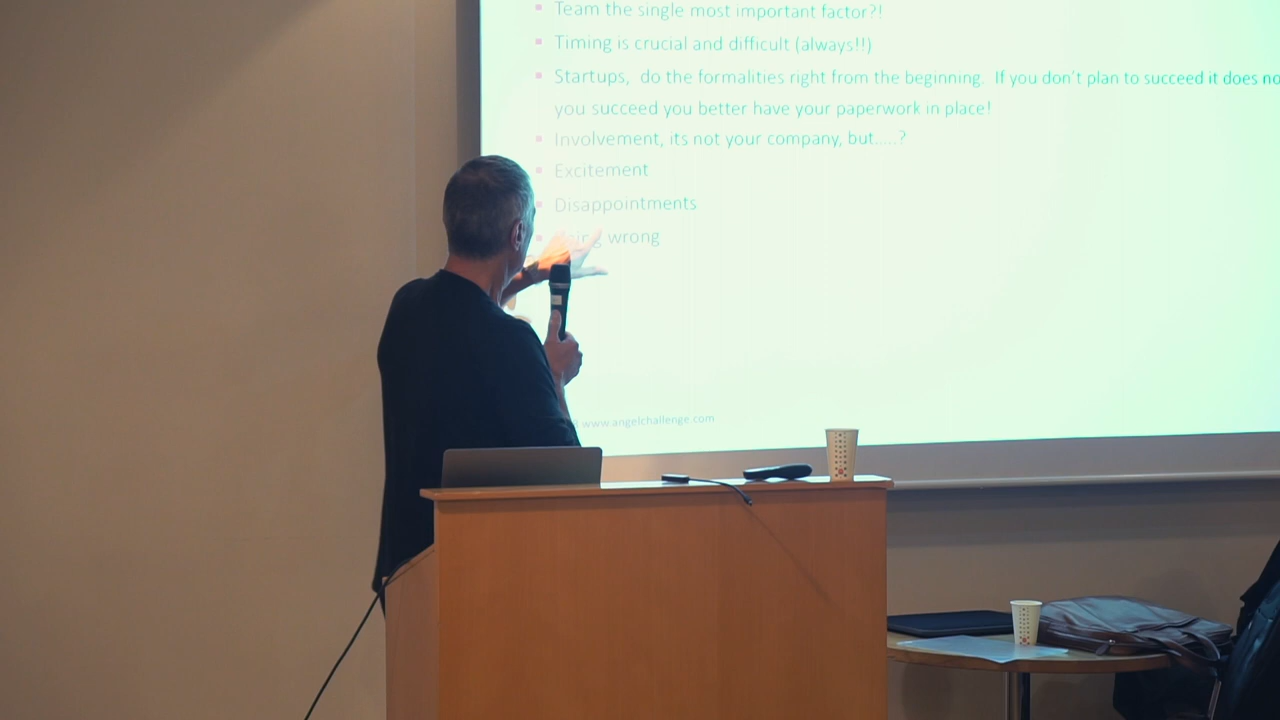 Team the single most important factor?!
Timing is crucial and difficult (always!!)
Startups, do the formalities right from the beginning. If you don't plan to succeed it does no
you succeed you better have your paperwork in place!
Involvement, its not your company, but.....?
Excitement
Disappointments
wrong
www.angelchallenge.com